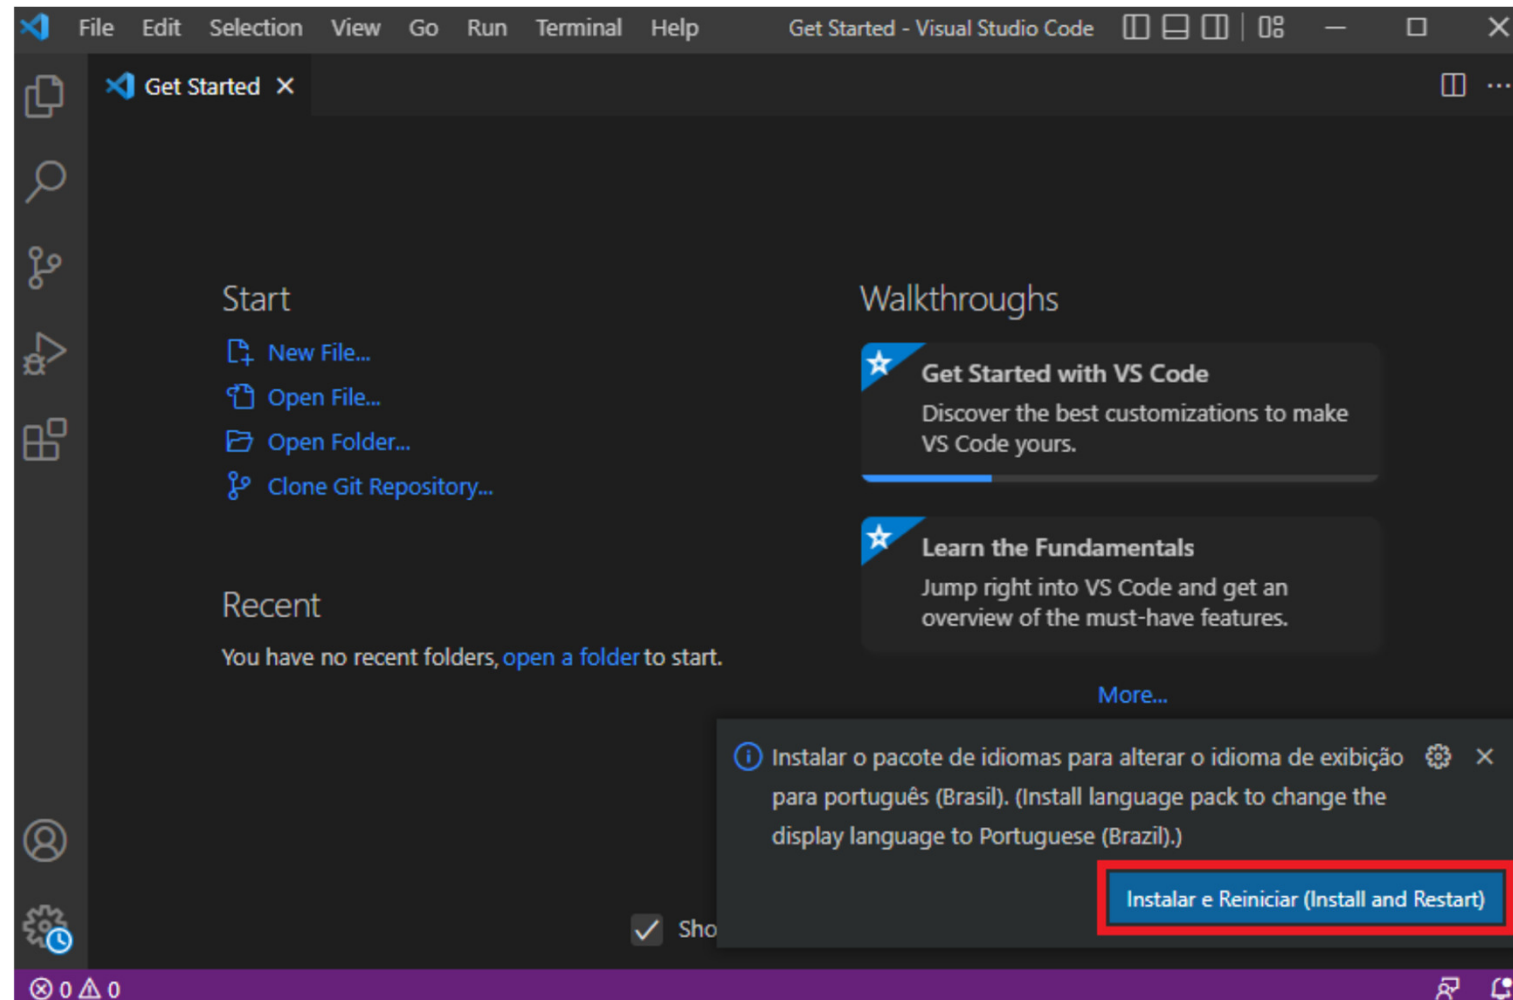 File Edit Selection View Go Run Terminal Help Get Started - Visual Studio Code
Get Started
Start
New File...
Open File...
Open Folder...
Clone Git Repository...
Recent
You have no recent folders, open a folder to start.
Walkthroughs
Get Started with VS Code
Discover the best customizations to make
VS Code yours.
Learn the Fundamentals
Jump right into VS Code and get an
overview of the must-have features.
More...
Instalar o pacote de idiomas para alterar o idioma de exibição
para português (Brasil). (Install language pack to change the
display language to Portuguese (Brazil).)
Instalar e Reiniciar (Install and Restart)
Sho
0 0